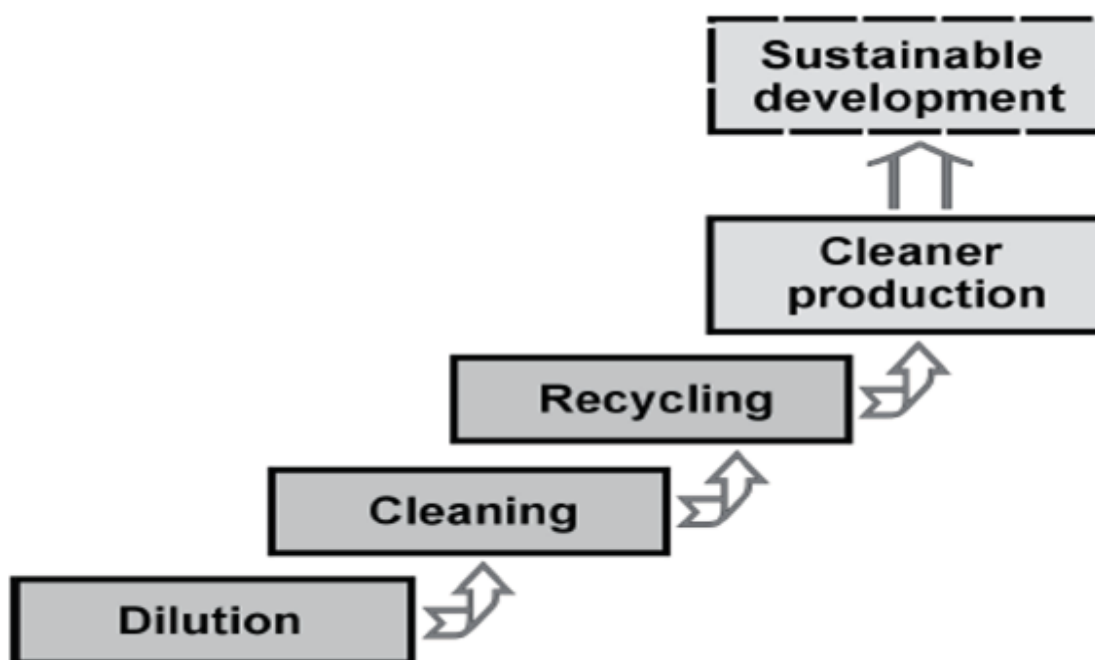 Sustainable
development
Cleaner
production
Recycling
Cleaning
Dilution